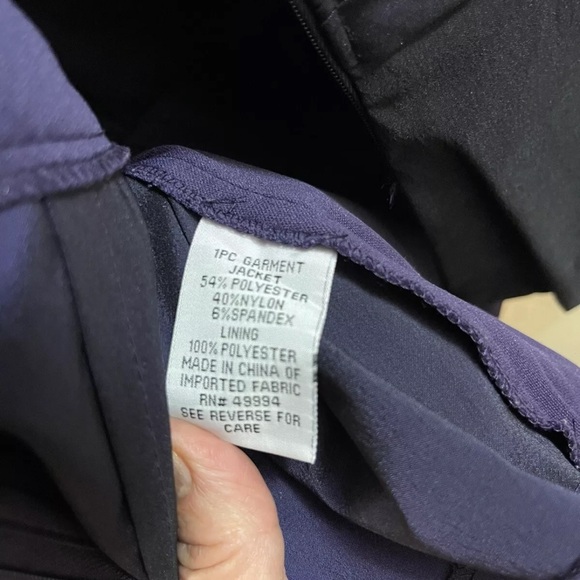 1PC GARMENT
JACKET
54% POLYESTER
40%NYLON
6%SPANDEX
LINING
100% POLYESTER
MADE IN CHINA OF
IMPORTED FABRIC
RN# 49994
SEE REVERSE FOR
CARE